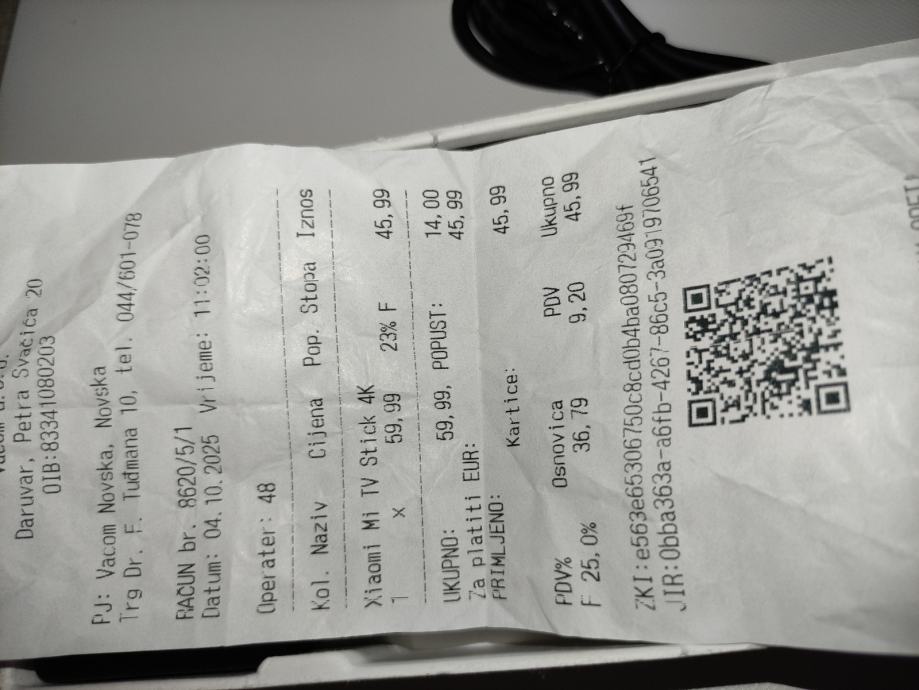 Daruvar, Petra Svačića 20
OIB:83341080203
PJ: Vacom Novska, Novska
Trg Dr. F. Tuđmana 10, tel. 044/601-078
RAČUN br. 8620/5/1
Datum: 04.10.2025 Vrijeme: 11:02:00
Operater: 48
Kol. Naziv Cijena Pop. Stopa Iznos
Xiaomi Mi TV Stick 4K
1 x 59,99 23% F 45,99
UKUPNO: 59,99, POPUST: 14,00
Za platiti EUR: 45,99
PRIMLJENO:
Kartice: 45,99
PDV% Osnovica PDV Ukupno
F 25,0% 36,79 9,20 45,99
ZKI:e563e65306750c8cd0b4ba080729469f
JIR:0bba363a-a6fb-4267-86c5-3a0919706541